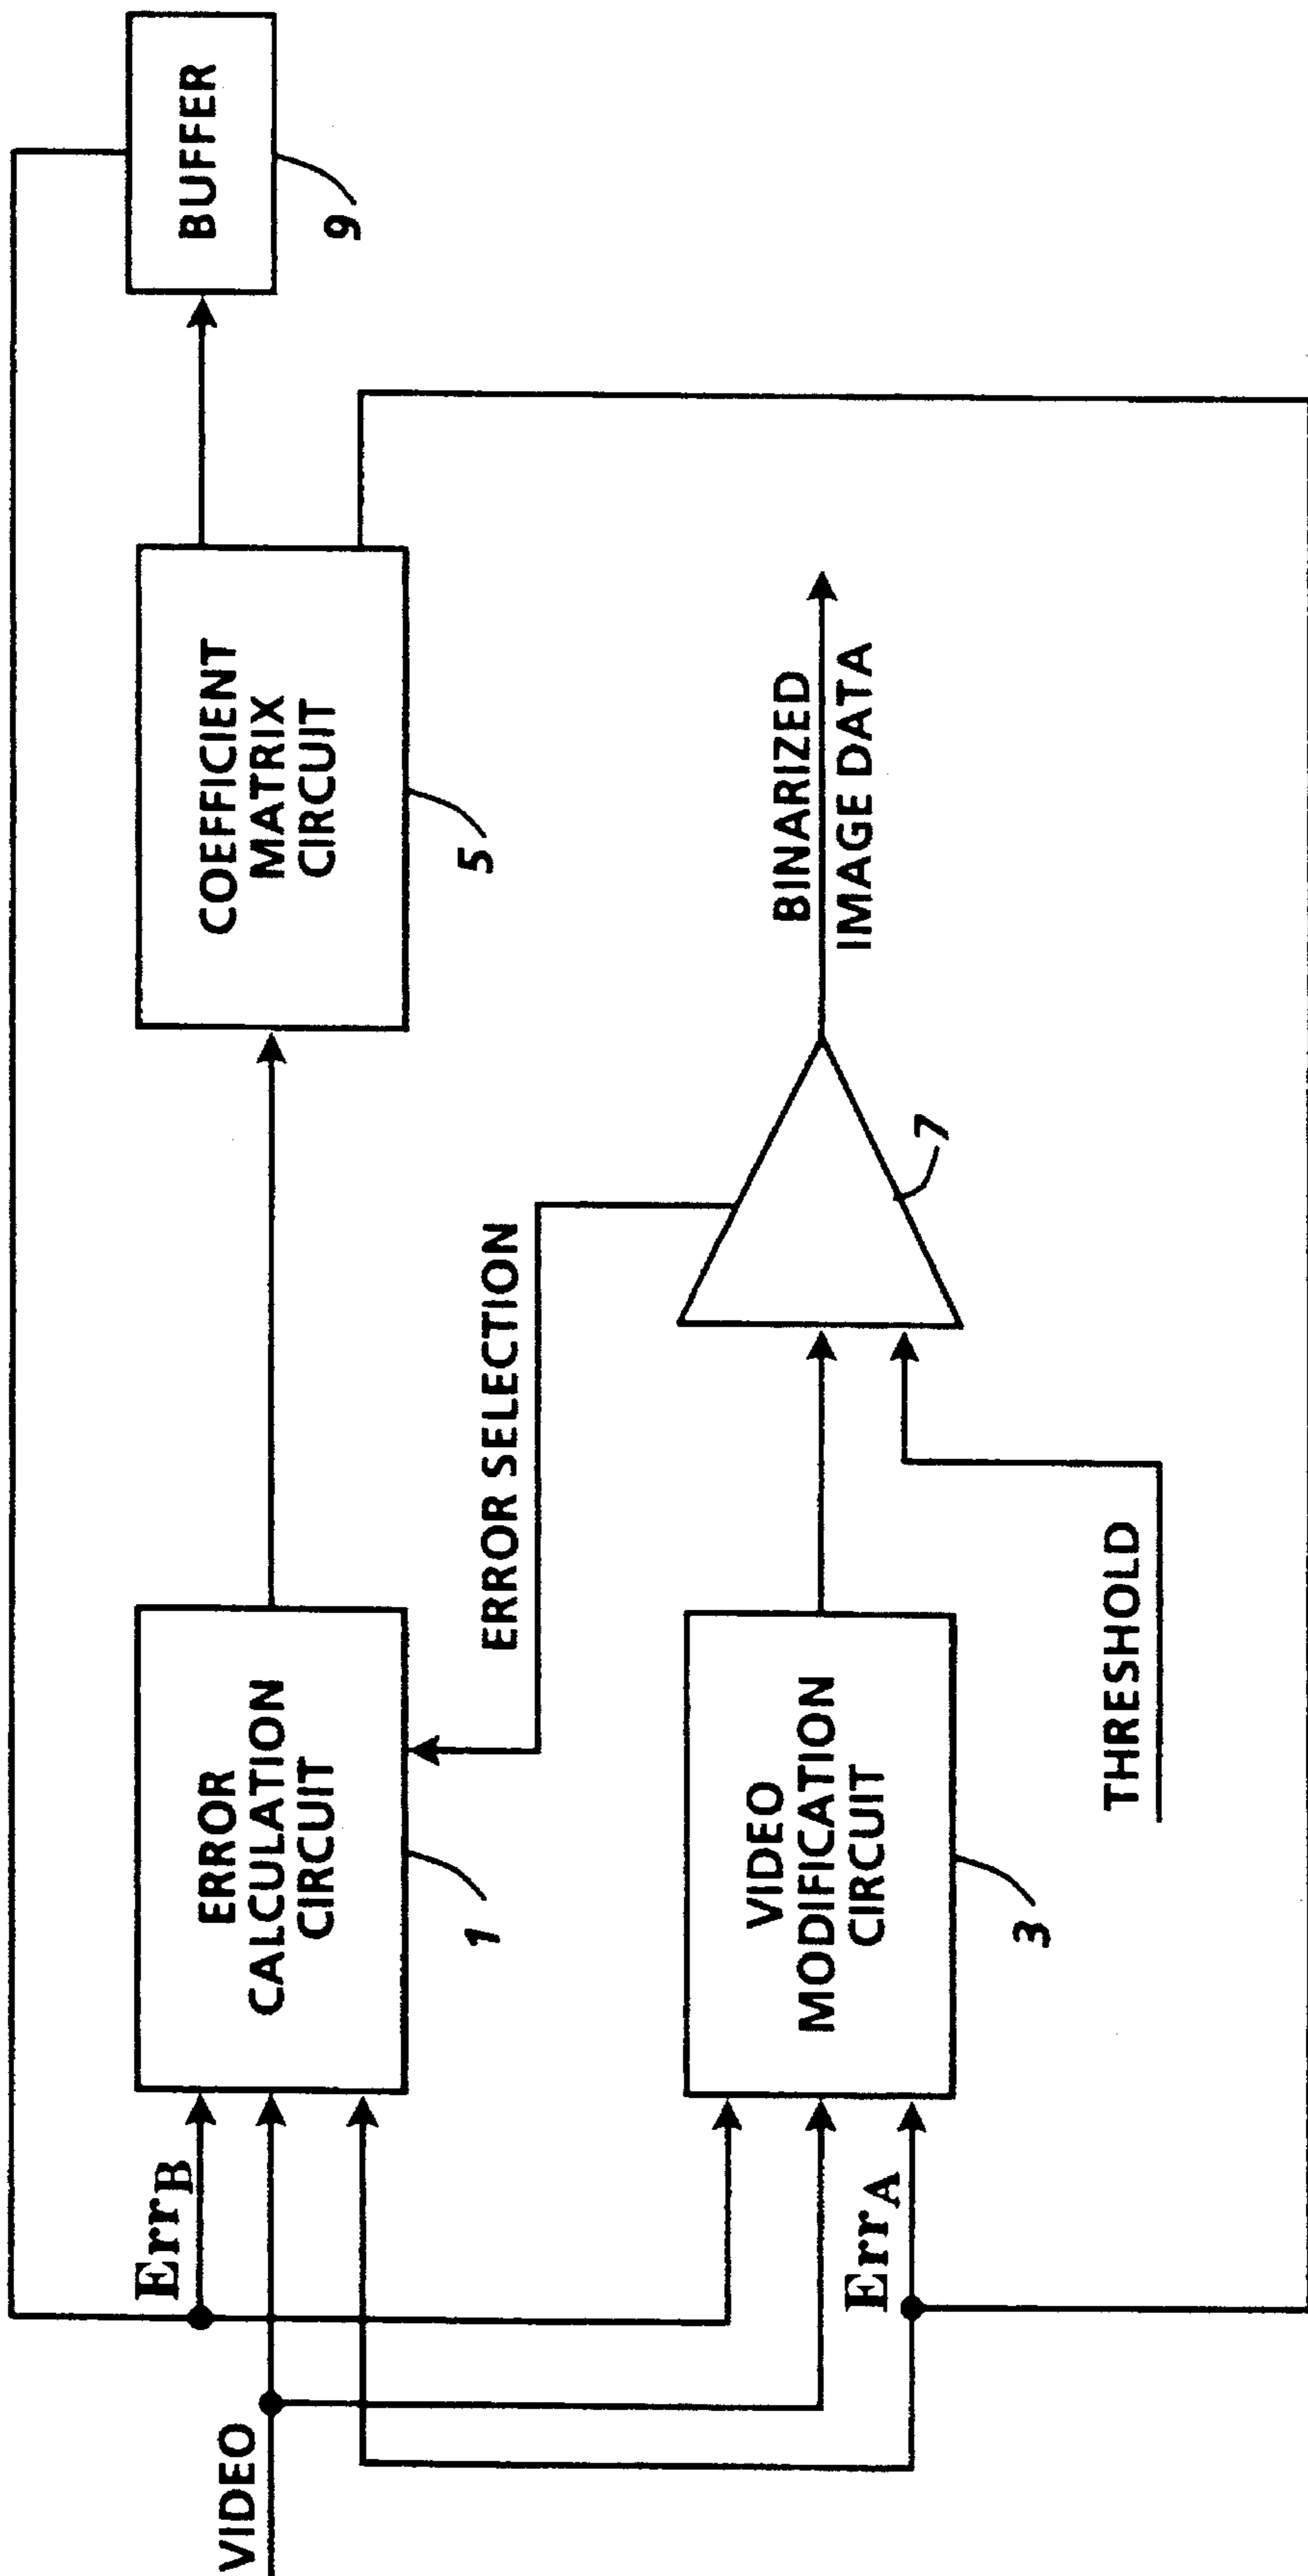 VIDEO
Err_B
ERROR
CALCULATION
CIRCUIT
1
COEFFICIENT
MATRIX
CIRCUIT
5
BUFFER
9
ERROR SELECTION
Err_A
VIDEO
MODIFICATION
CIRCUIT
3
THRESHOLD
7
BINARIZED
IMAGE DATA